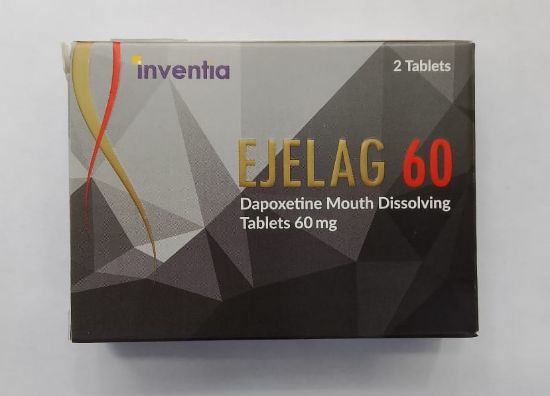 inventia
2 Tablets
EJELAG 60
Dapoxetine Mouth Dissolving
Tablets 60 mg